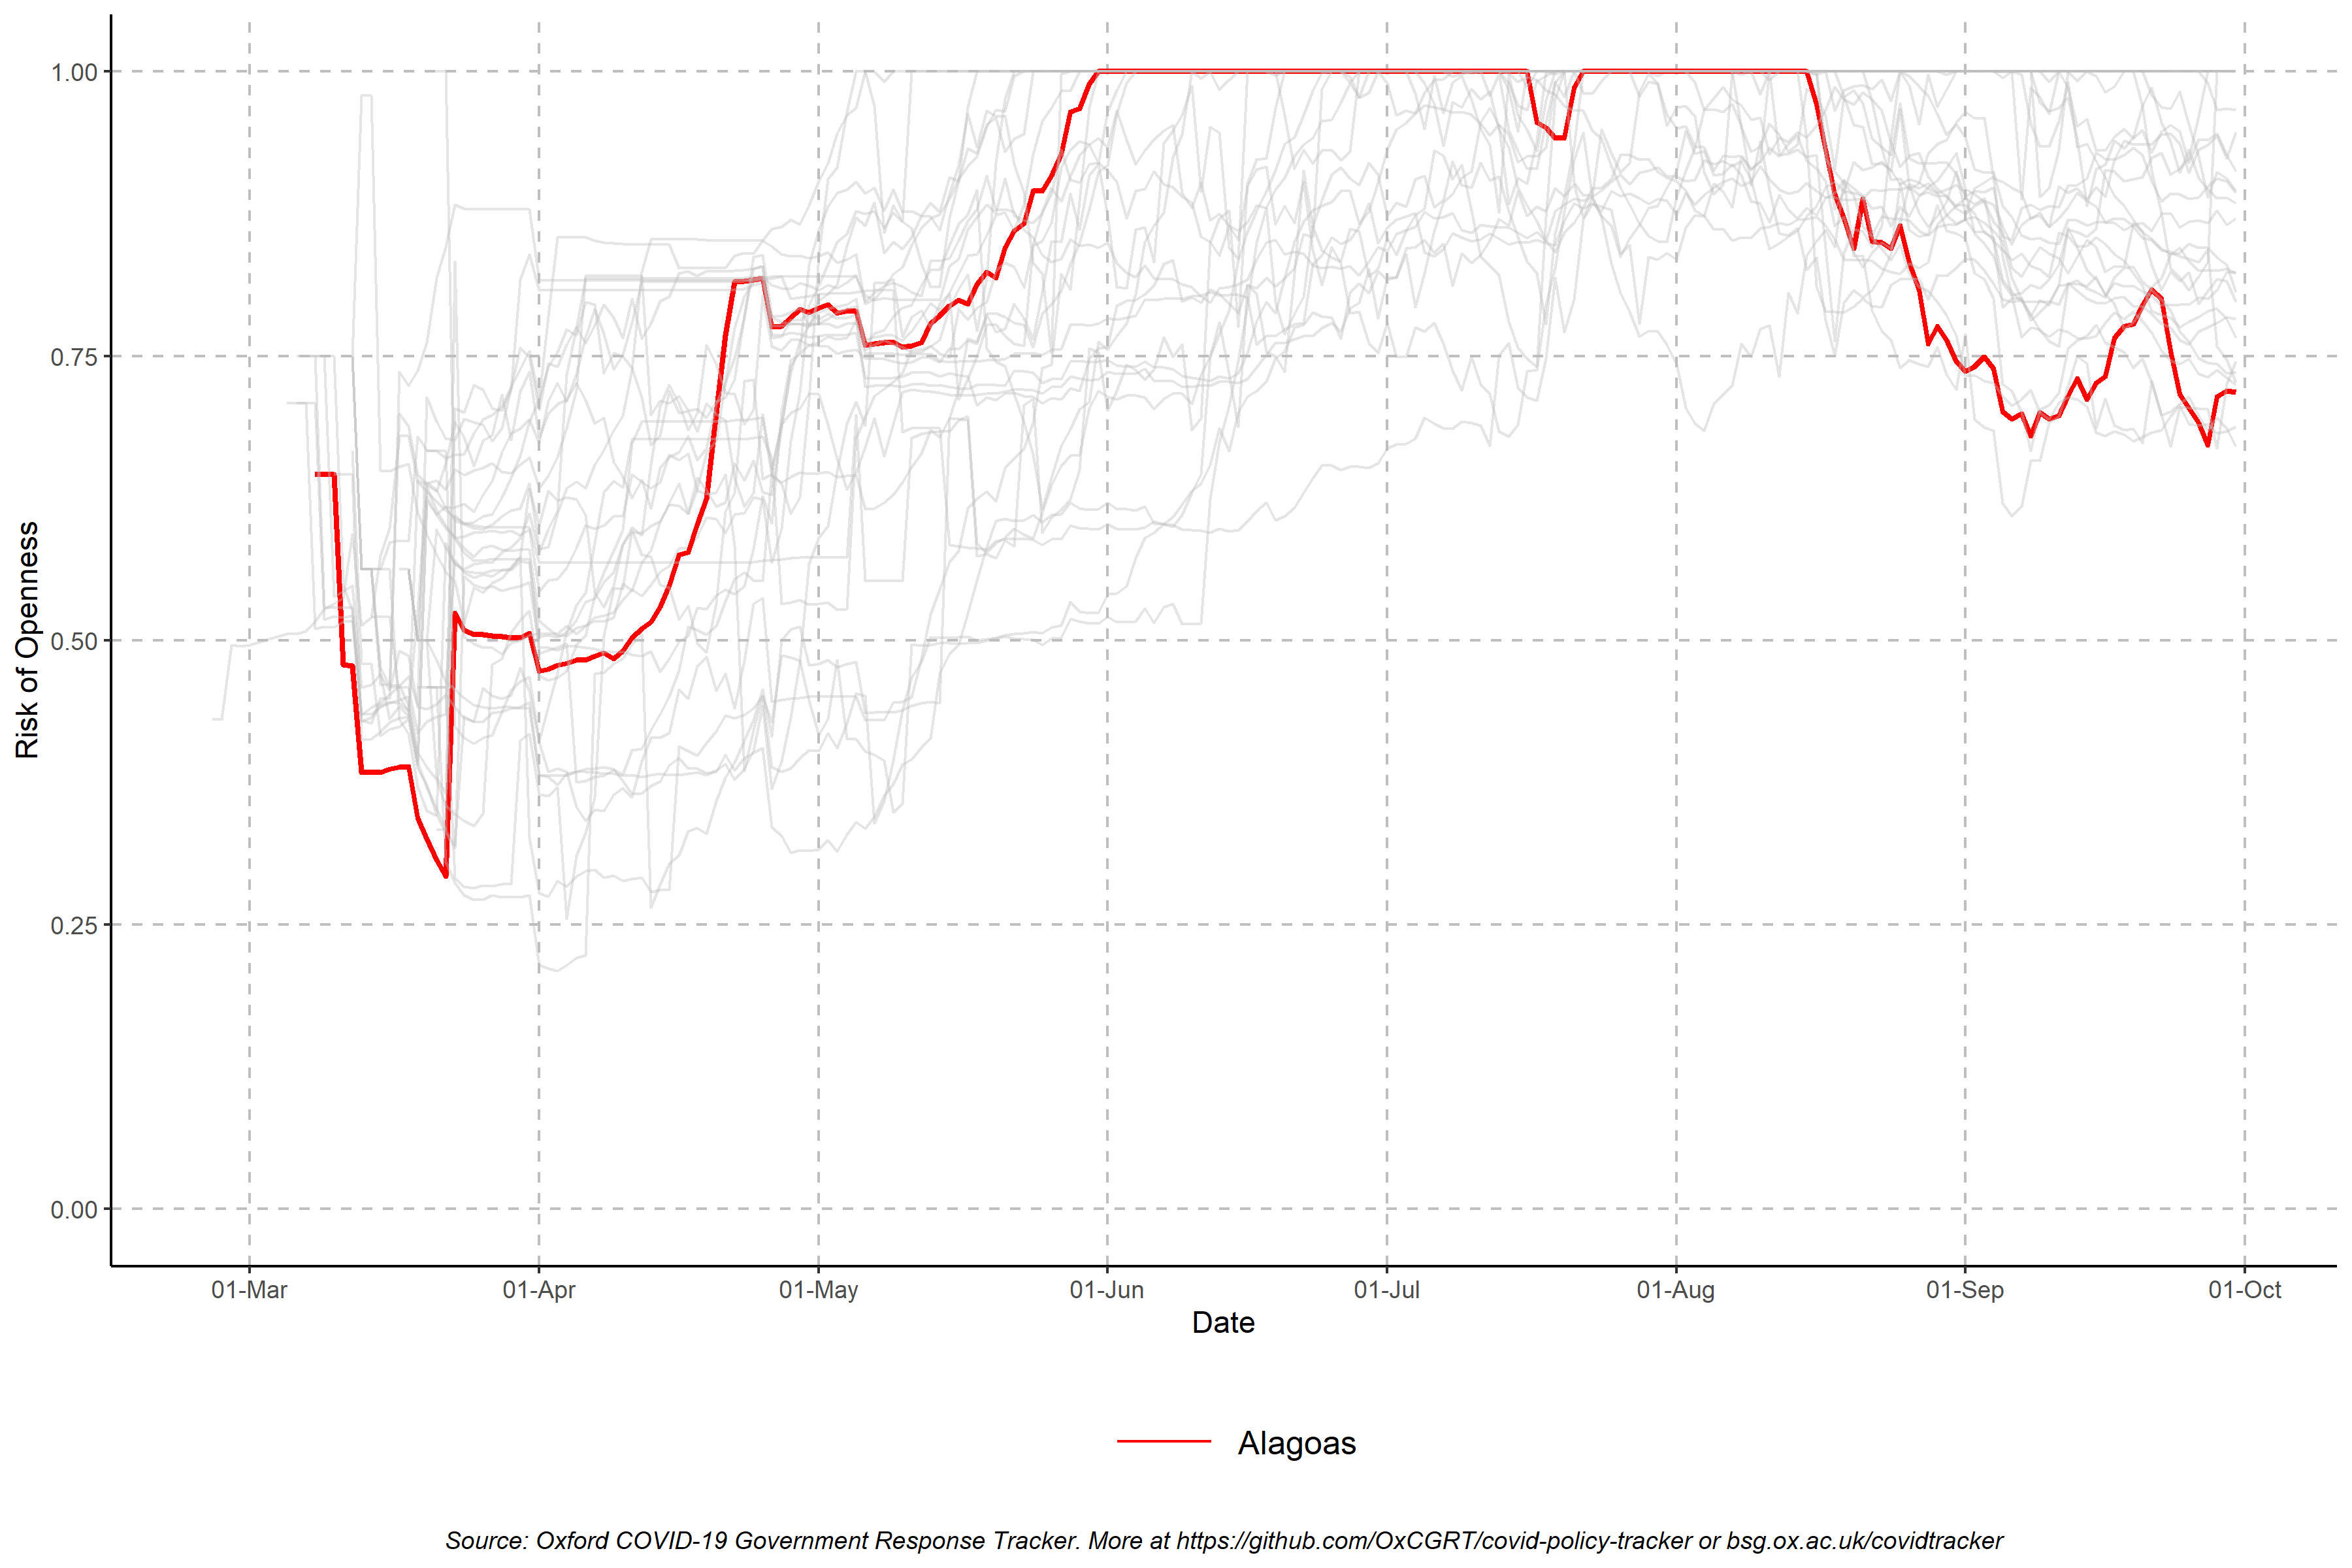 1.00
0.75
0.50
0.25
0.00
Risk of Openness
01-Mar 01-Apr 01-May 01-Jun 01-Jul 01-Aug 01-Sep 01-Oct
Date
Alagoas
Source: Oxford COVID-19 Government Response Tracker. More at https://github.com/OxCGRT/covid-policy-tracker or bsg.ox.ac.uk/covidtracker